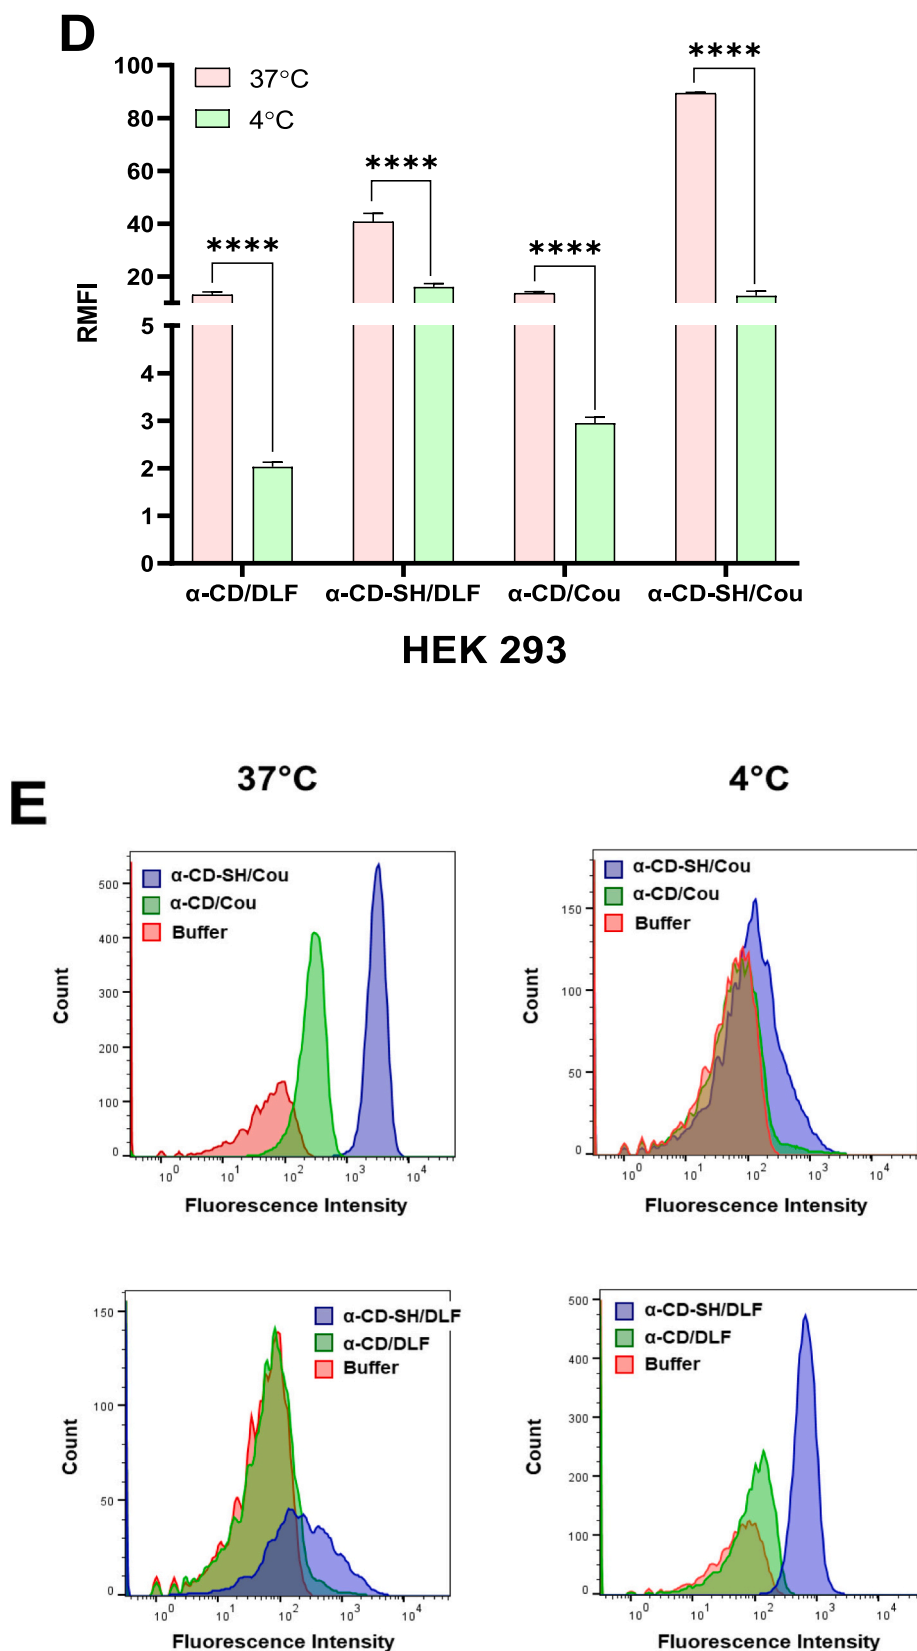 D
37°C
4°C
100
80
60
40
20
5
4
3
2
1
0
RMFI
****
****
****
****
α-CD/DLF α-CD-SH/DLF α-CD/Cou α-CD-SH/Cou
HEK 293
E
37°C
4°C
α-CD-SH/Cou
α-CD/Cou
Buffer
500
400
300
200
100
0
Count
10⁰ 10¹ 10² 10³ 10⁴
Fluorescence Intensity
α-CD-SH/Cou
α-CD/Cou
Buffer
150
100
50
0
Count
10⁰ 10¹ 10² 10³ 10⁴
Fluorescence Intensity
α-CD-SH/DLF
α-CD/DLF
Buffer
150
100
50
0
Count
10⁰ 10¹ 10² 10³ 10⁴
Fluorescence Intensity
α-CD-SH/DLF
α-CD/DLF
Buffer
500
400
300
200
100
0
Count
10⁰ 10¹ 10² 10³ 10⁴
Fluorescence Intensity